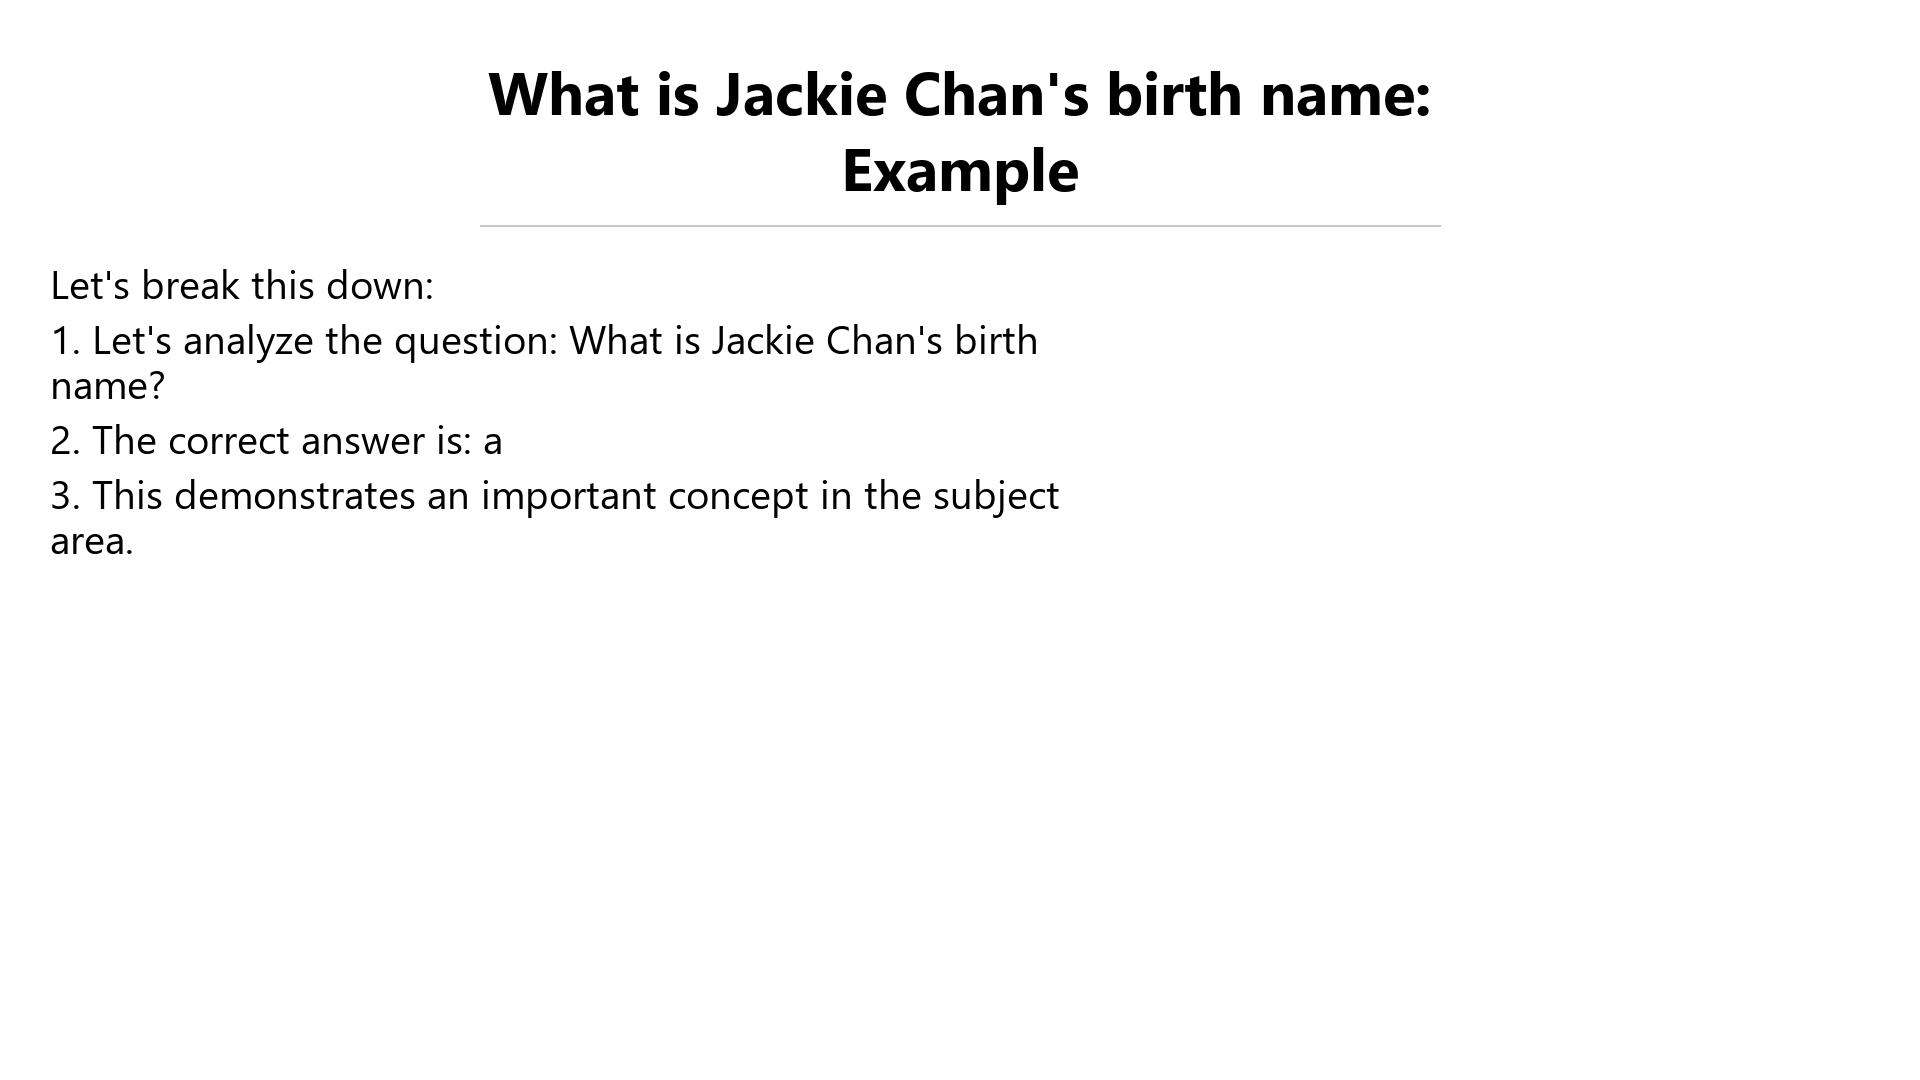 What is Jackie Chan's birth name:
Example
Let's break this down:
1. Let's analyze the question: What is Jackie Chan's birth
name?
2. The correct answer is: a
3. This demonstrates an important concept in the subject
area.